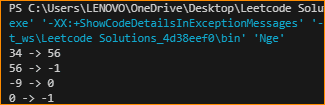 PS C:\Users\LENOVO\OneDrive\Desktop\Leetcode Solu
exe' '-XX:+ShowCodeDetailsInExceptionMessages' '-
t_ws\Leetcode Solutions_4d38eef0\bin' 'Nge'
34 -> 56
56 -> -1
-9 -> 0
0 -> -1